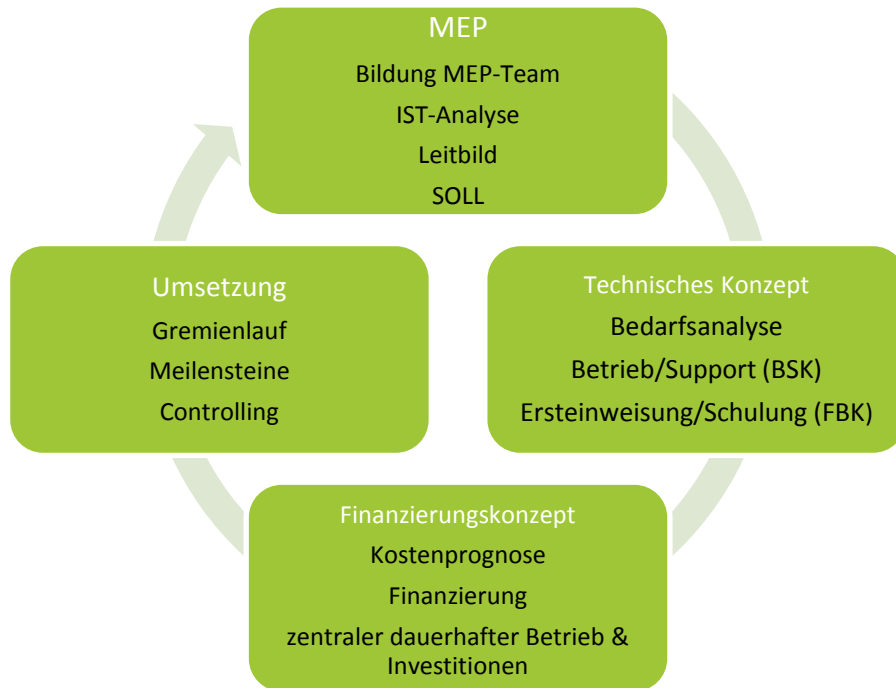 MEP
Bildung MEP-Team
IST-Analyse
Leitbild
SOLL
Technisches Konzept
Bedarfsanalyse
Betrieb/Support (BSK)
Ersteinweisung/Schulung (FBK)
Finanzierungskonzept
Kostenprognose
Finanzierung
zentraler dauerhafter Betrieb &
Investitionen
Umsetzung
Gremienlauf
Meilensteine
Controlling